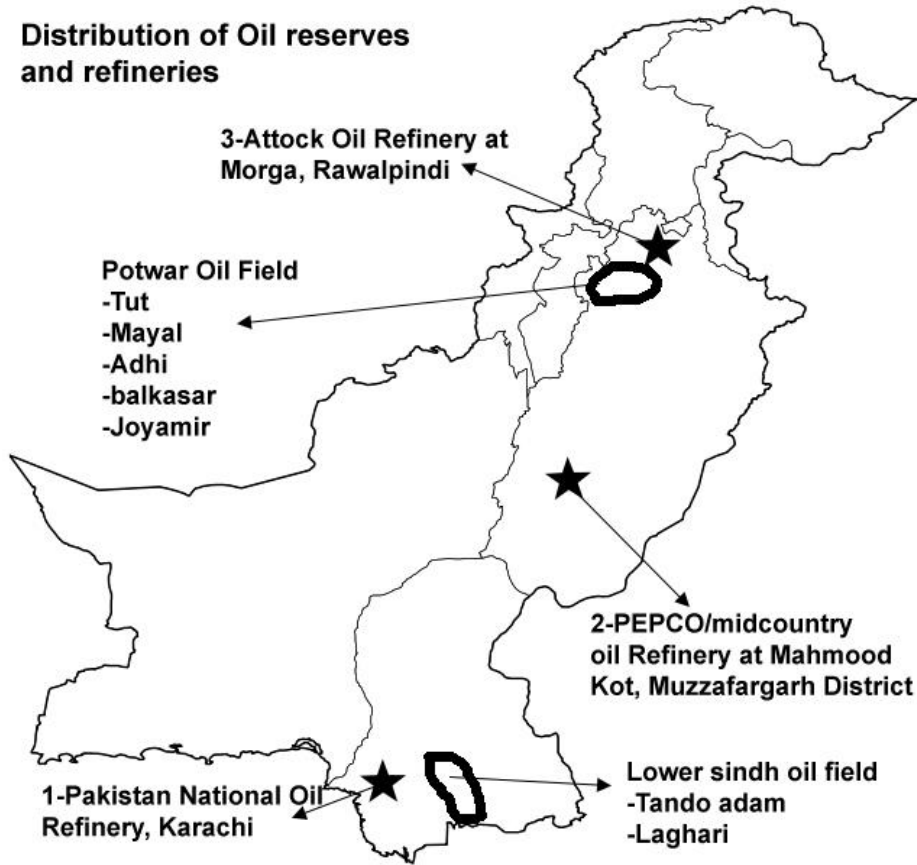 Distribution of Oil reserves
and refineries
3-Attock Oil Refinery at
Morga, Rawalpindi
Potwar Oil Field
-Tut
-Mayal
-Adhi
-balkasar
-Joyamir
2-PEPCO/midcountry
oil Refinery at Mahmood
Kot, Muzzafargarh District
1-Pakistan National Oil
Refinery, Karachi
Lower sindh oil field
-Tando adam
-Laghari